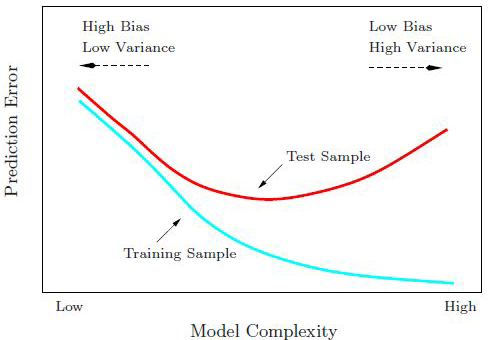 High Bias
Low Variance
Low Bias
High Variance
Prediction Error
Test Sample
Training Sample
Low
High
Model Complexity